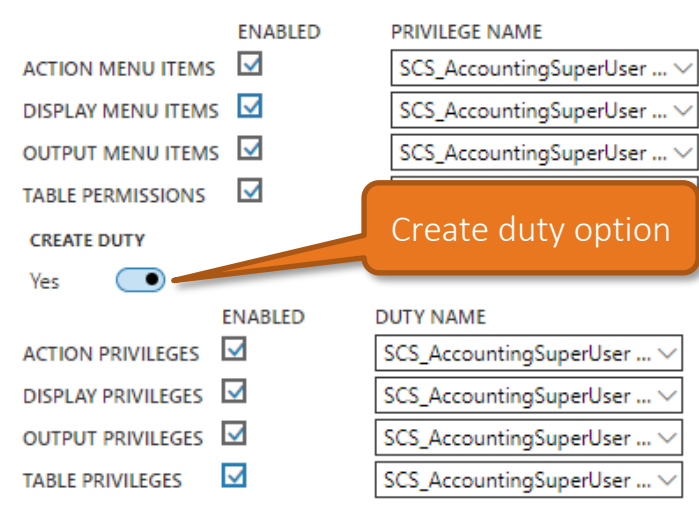 ENABLED PRIVILEGE NAME
ACTION MENU ITEMS SCS_AccountingSuperUser ...
DISPLAY MENU ITEMS SCS_AccountingSuperUser ...
OUTPUT MENU ITEMS SCS_AccountingSuperUser ...
TABLE PERMISSIONS
Create duty option
CREATE DUTY
Yes
ENABLED DUTY NAME
ACTION PRIVILEGES SCS_AccountingSuperUser ...
DISPLAY PRIVILEGES SCS_AccountingSuperUser ...
OUTPUT PRIVILEGES SCS_AccountingSuperUser ...
TABLE PRIVILEGES SCS_AccountingSuperUser ...